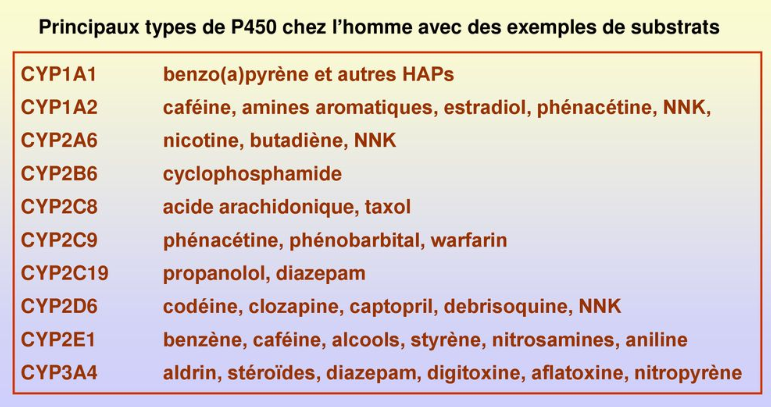 Principaux types de P450 chez l'homme avec des exemples de substrats
CYP1A1 benzo(a)pyrène et autres HAPs
CYP1A2 caféine, amines aromatiques, estradiol, phénacétine, NNK,
CYP2A6 nicotine, butadiène, NNK
CYP2B6 cyclophosphamide
CYP2C8 acide arachidonique, taxol
CYP2C9 phénacétine, phénobarbital, warfarin
CYP2C19 propanolol, diazepam
CYP2D6 codéine, clozapine, captopril, debrisoquine, NNK
CYP2E1 benzène, caféine, alcools, styrène, nitrosamines, aniline
CYP3A4 aldrin, stéroïdes, diazepam, digitoxine, aflatoxine, nitropyrène